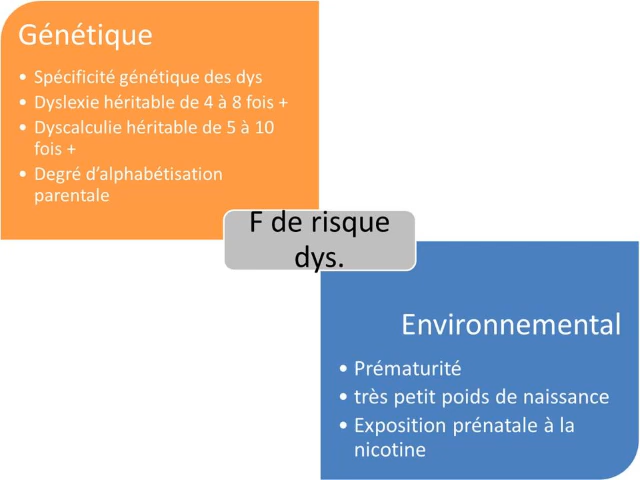 Génétique
• Spécificité génétique des dys
• Dyslexie héritable de 4 à 8 fois +
• Dyscalculie héritable de 5 à 10
fois +
• Degré d’alphabétisation
parentale
F de risque
dys.
Environnemental
• Prématurité
• très petit poids de naissance
• Exposition prénatale à la
nicotine